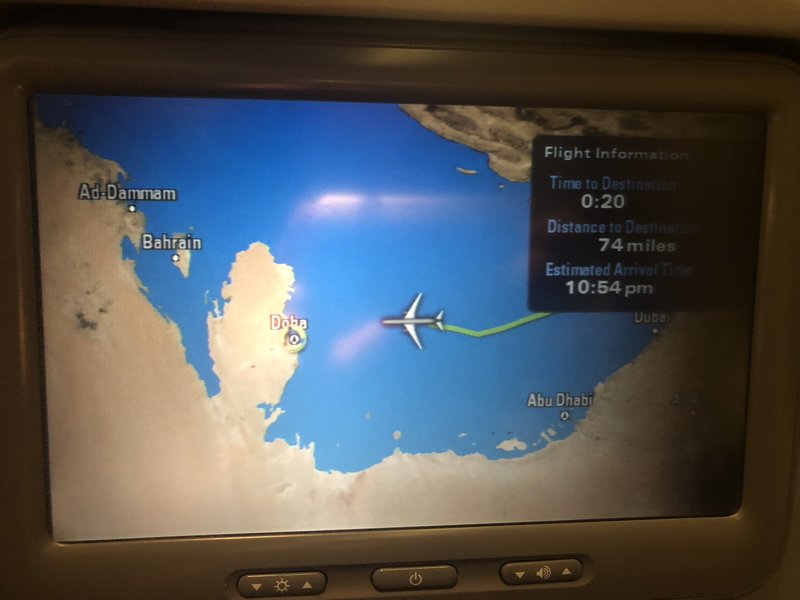 Ad-Dammam
Bahrain
Doha
Flight Information
Time to Destination
0:20
Distance to Destination
74 miles
Estimated Arrival Time
10:54 pm
Dubai
Abu Dhabi